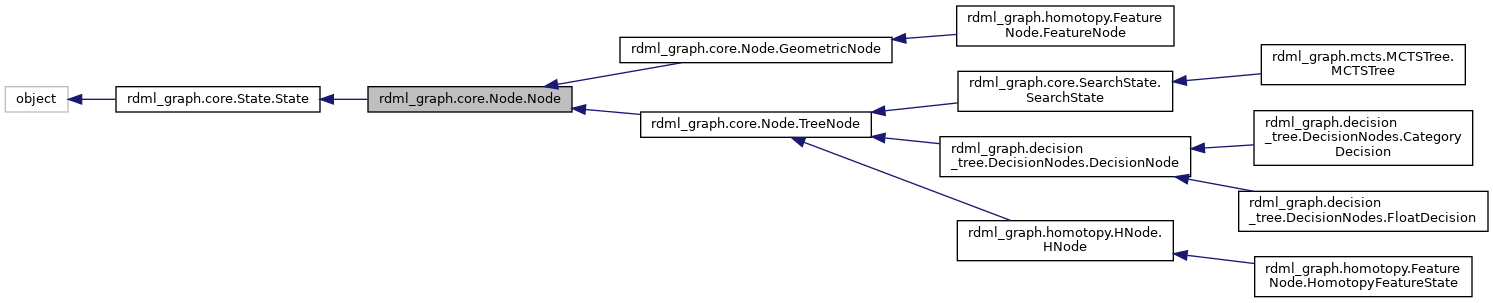 object
rdml_graph.core.State.State
rdml_graph.core.Node.Node
rdml_graph.core.Node.GeometricNode
rdml_graph.core.Node.TreeNode
rdml_graph.homotopy.Feature
Node.FeatureNode
rdml_graph.core.SearchState.
SearchState
rdml_graph.decision
_tree.DecisionNodes.DecisionNode
rdml_graph.homotopy.HNode.
HNode
rdml_graph.mcts.MCTSTree.
MCTSTree
rdml_graph.decision
_tree.DecisionNodes.Category
Decision
rdml_graph.decision
_tree.DecisionNodes.FloatDecision
rdml_graph.homotopy.Feature
Node.HomotopyFeatureState